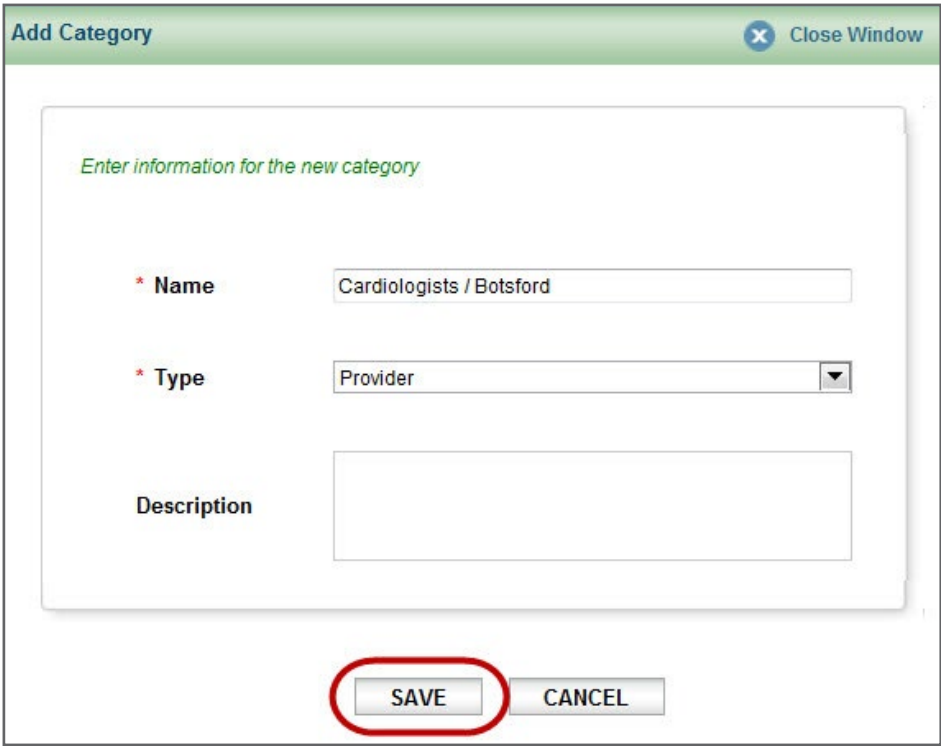 Add Category
Close Window
Enter information for the new category
* Name
Cardiologists / Botsford
* Type
Provider
Description
SAVE
CANCEL